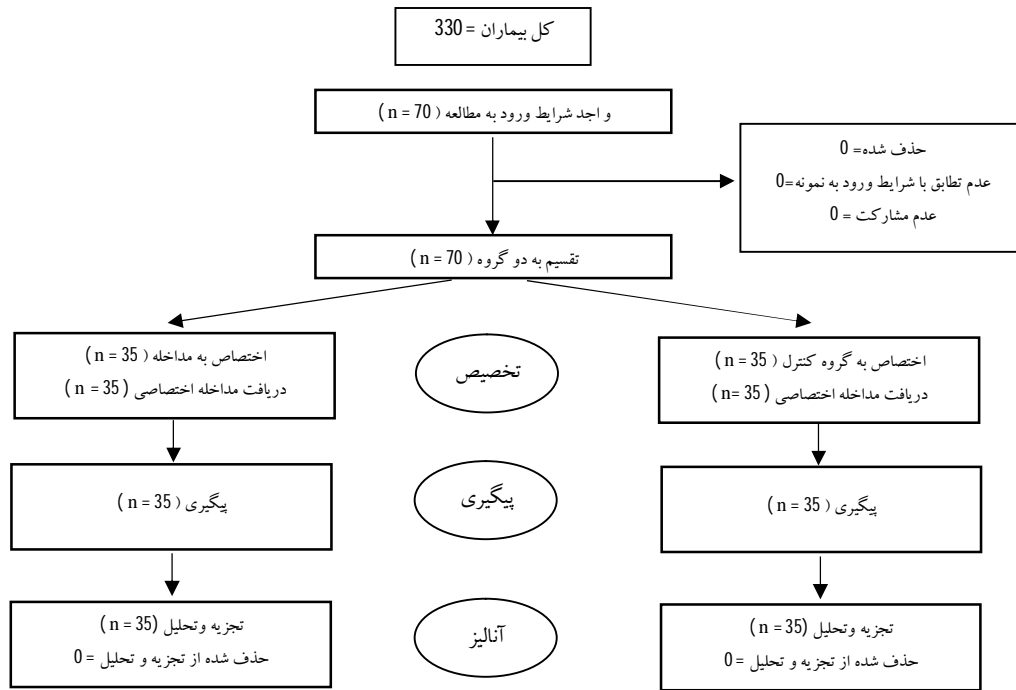 کل بیماران = 330
واجد شرایط ورود به مطالعه ( n = 70 )
حذف شده= 0
عدم تطابق با شرایط ورود به نمونه=0
عدم مشارکت = 0
تقسیم به دو گروه ( n = 70 )
اختصاص به گروه کنترل ( n = 35 )
دریافت مداخله اختصاصی ( n= 35 )
تخصیص
اختصاص به مداخله ( n = 35 )
دریافت مداخله اختصاصی ( n = 35 )
پیگیری ( n = 35 )
پیگیری
پیگیری ( n = 35 )
تجزیه وتحلیل (n = 35 )
حذف شده از تجزیه و تحلیل = 0
آنالیز
تجزیه وتحلیل (n = 35 )
حذف شده از تجزیه و تحلیل = 0